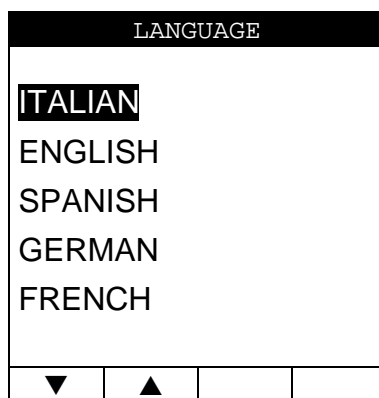 LANGUAGE
ITALIAN
ENGLISH
SPANISH
GERMAN
FRENCH
▼ ▲